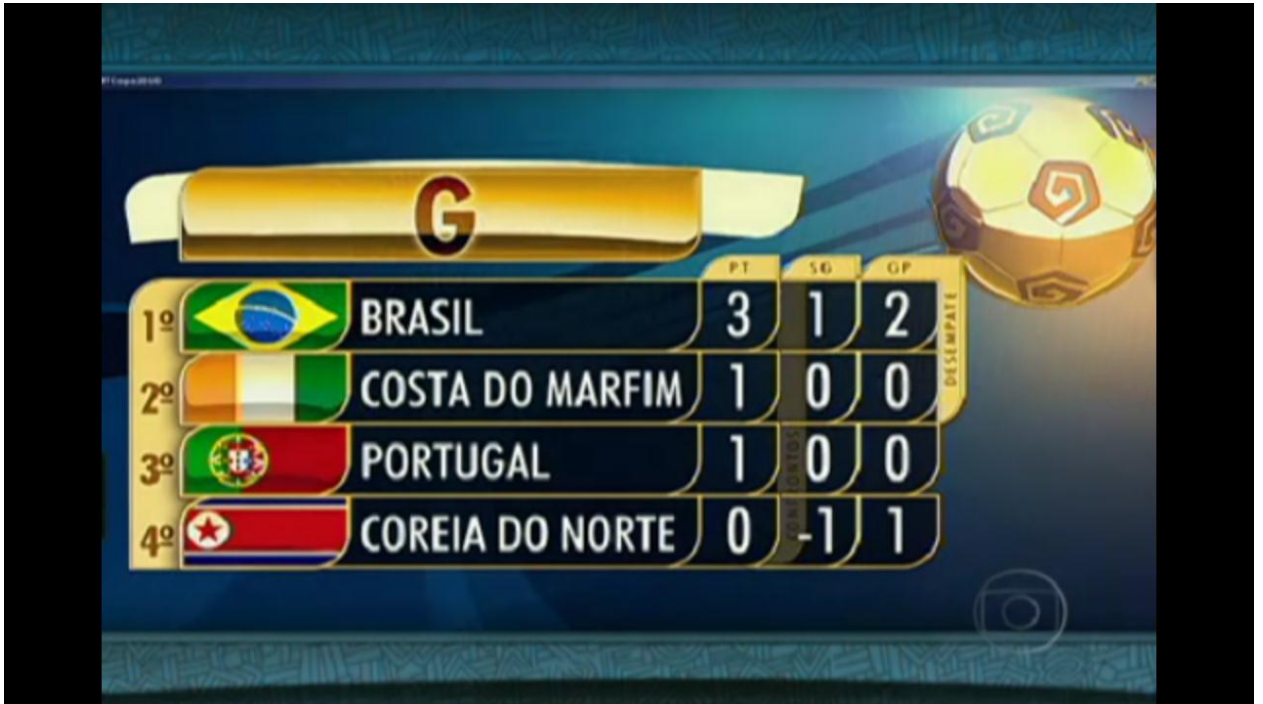 G
PT SG GP
1º BRASIL 3 1 2
2º COSTA DO MARFIM 1 0 0
3º PORTUGAL 1 0 0
4º COREIA DO NORTE 0 -1 1
DESEMPATE
CONFRONTOS